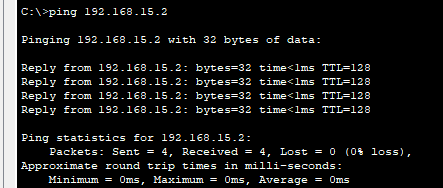 C:\>ping 192.168.15.2
Pinging 192.168.15.2 with 32 bytes of data:
Reply from 192.168.15.2: bytes=32 time<1ms TTL=128
Reply from 192.168.15.2: bytes=32 time<1ms TTL=128
Reply from 192.168.15.2: bytes=32 time<1ms TTL=128
Reply from 192.168.15.2: bytes=32 time<1ms TTL=128
Ping statistics for 192.168.15.2:
    Packets: Sent = 4, Received = 4, Lost = 0 (0% loss),
Approximate round trip times in milli-seconds:
    Minimum = 0ms, Maximum = 0ms, Average = 0ms